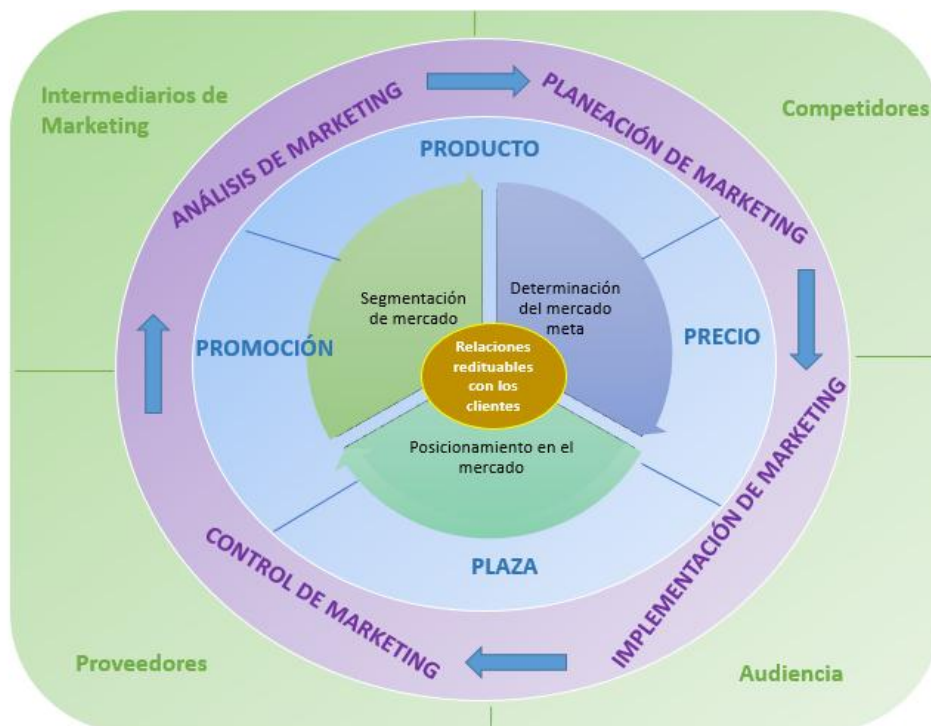 Intermediarios de
Marketing
Competidores
ANÁLISIS DE MARKETING
PLANEACIÓN DE MARKETING
PRODUCTO
Segmentación
de mercado
Determinación
del mercado
meta
PROMOCIÓN
PRECIO
Relaciones
redituables
con los
clientes
Posicionamiento en el
mercado
PLAZA
CONTROL DE MARKETING
IMPLEMENTACIÓN DE MARKETING
Proveedores
Audiencia